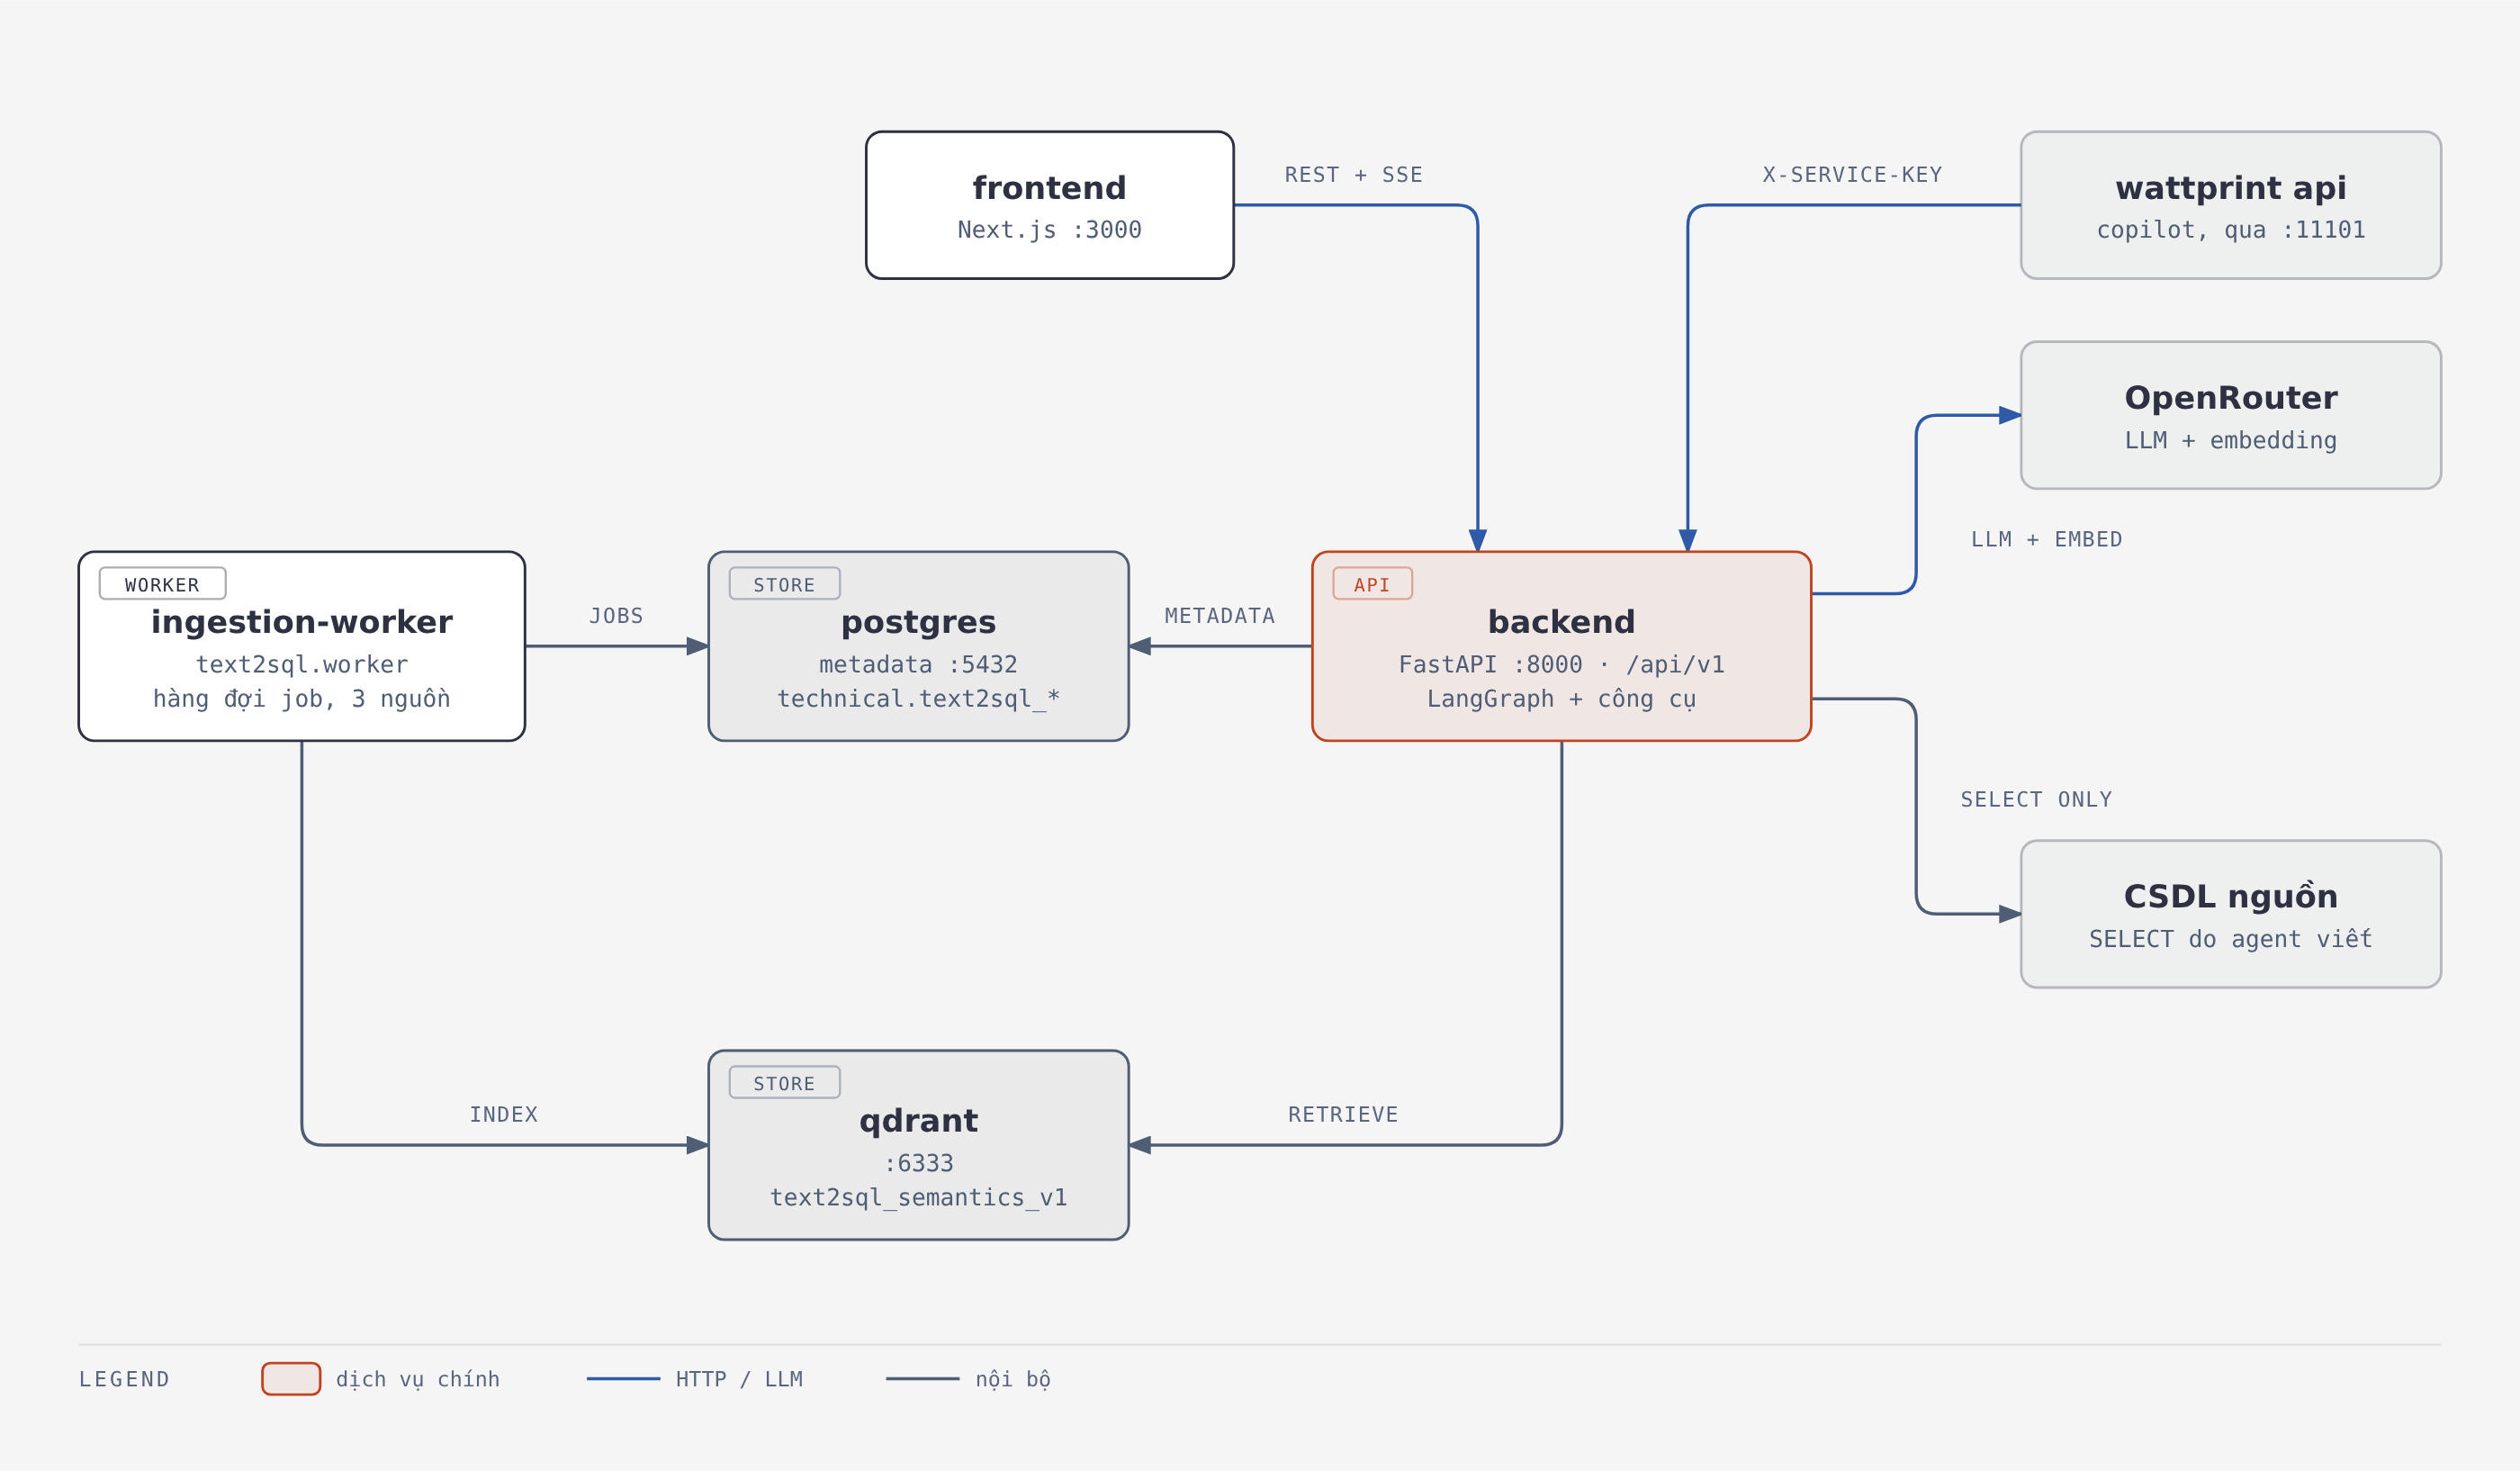 frontend
Next.js :3000
REST + SSE
X-SERVICE-KEY
wattprint api
copilot, qua :11101
OpenRouter
LLM + embedding
LLM + EMBED
WORKER
ingestion-worker
text2sql.worker
hàng đợi job, 3 nguồn
JOBS
STORE
postgres
metadata :5432
technical.text2sql_*
METADATA
API
backend
FastAPI :8000 · /api/v1
LangGraph + công cụ
SELECT ONLY
CSDL nguồn
SELECT do agent viết
INDEX
STORE
qdrant
:6333
text2sql_semantics_v1
RETRIEVE
LEGEND
dịch vụ chính
HTTP / LLM
nội bộ